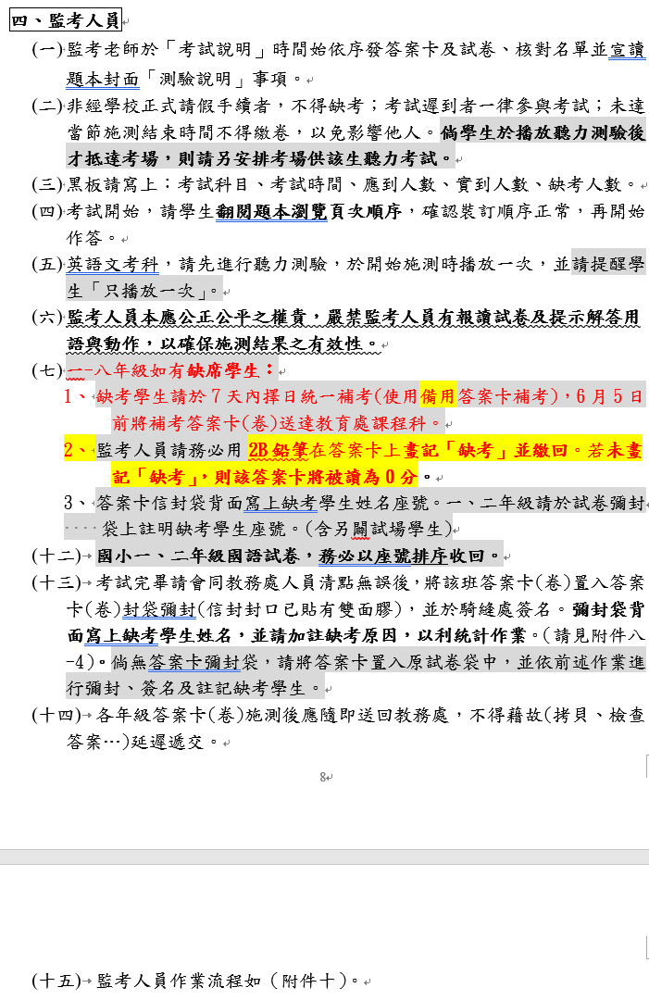 四、監考人員
(一)監考老師於「考試說明」時間始依序發答案卡及試卷、核對名單並宣讀
題本封面「測驗說明」事項。
(二)非經學校正式請假手續者，不得缺考；考試遲到者一律參與考試；未達
當節施測結束時間不得繳卷，以免影響他人。倘學生於播放聽力測驗後
才抵達考場，則請另安排考場供該生聽力考試。
(三)黑板請寫上：考試科目、考試時間、應到人數、實到人數、缺考人數。
(四)考試開始，請學生翻閱題本瀏覽頁次順序，確認裝訂順序正常，再開始
作答。
(五)英語文考科，請先進行聽力測驗，於開始施測時播放一次，並請提醒學
生「只播放一次」。
(六)監考人員本應公正公平之權責，嚴禁監考人員有報讀試卷及提示解答用
語與動作，以確保施測結果之有效性。
(七)一-八年級如有缺席學生：
1、缺考學生請於7天內擇日統一補考(使用備用答案卡補考)，6月5日
前將補考答案卡(卷)送達教育處課程科。
2、監考人員請務必用2B鉛筆在答案卡上畫記「缺考」並繳回。若未畫
記「缺考」，則該答案卡將被讀為0分。
3、答案卡信封袋背面寫上缺考學生姓名座號。一、二年級請於試卷彌封
袋上註明缺考學生座號。(含另闢試場學生)
(十二)國小一、二年級國語試卷，務必以座號排序收回。
(十三)考試完畢請會同教務處人員清點無誤後，將該班答案卡(卷)置入答案
卡(卷)封袋彌封(信封封口已貼有雙面膠)，並於騎縫處簽名。彌封袋背
面寫上缺考學生姓名，並請加註缺考原因，以利統計作業。(請見附件八
-4)。倘無答案卡彌封袋，請將答案卡置入原試卷袋中，並依前述作業進
行彌封、簽名及註記缺考學生。
(十四)各年級答案卡(卷)施測後應隨即送回教務處，不得藉故(拷貝、檢查
答案…)延遲遞交。
8
(十五)監考人員作業流程如（附件十）。